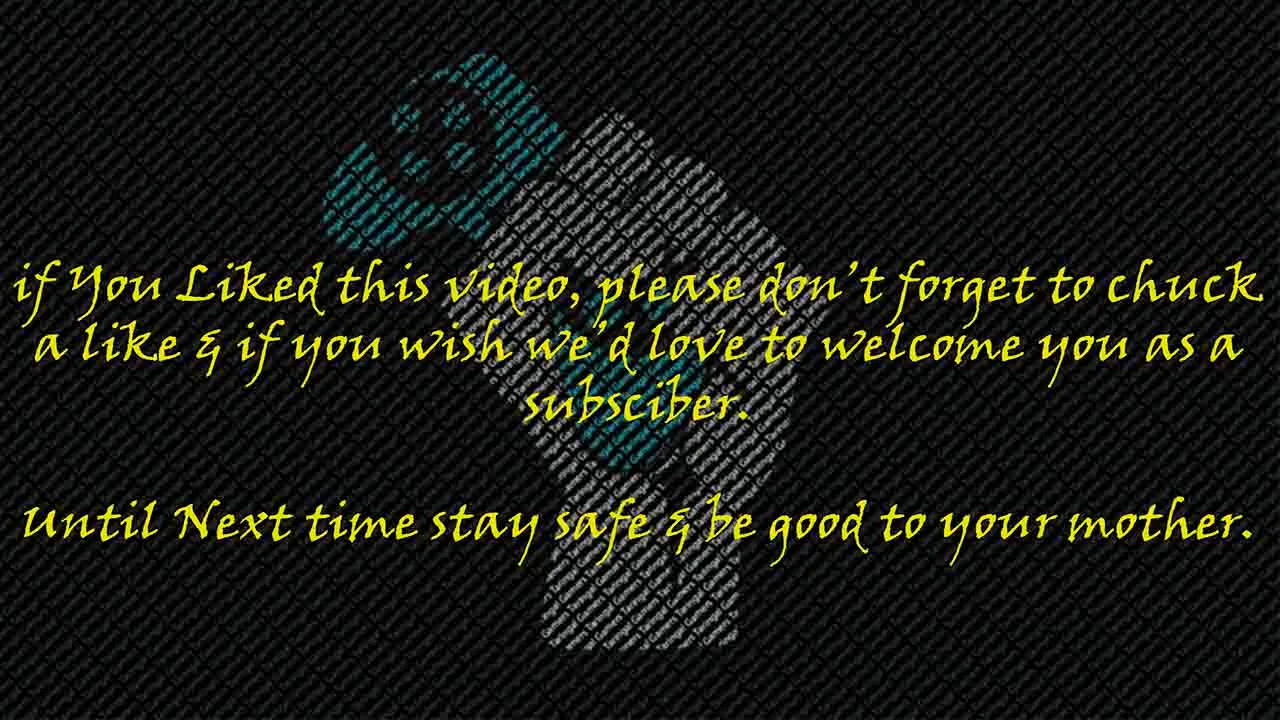 if You Liked this video, please don't forget to chuck
a like & if you wish we'd love to welcome you as a
subsciber.
Until Next time stay safe & be good to your mother.